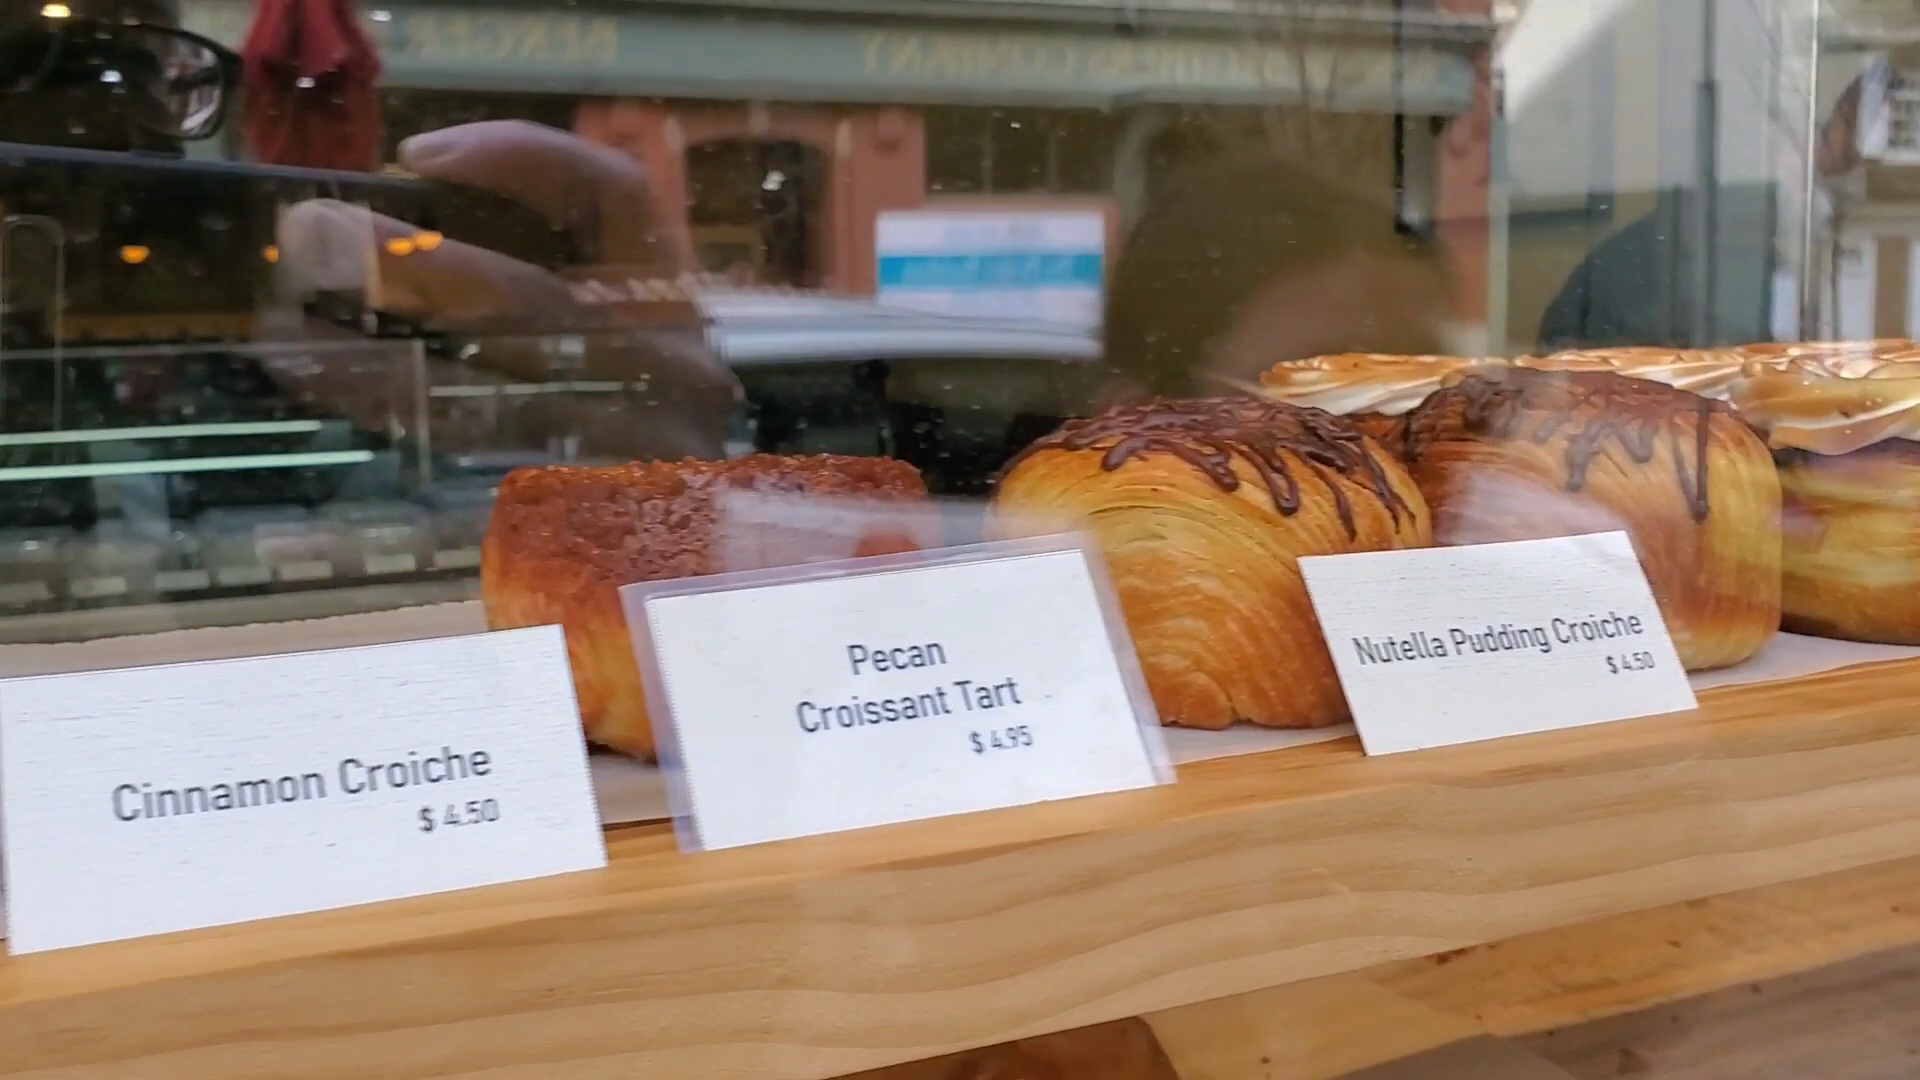 Cinnamon Croiche
$ 4.50
Pecan
Croissant Tart
$ 4.95
Nutella Pudding Croiche
$ 4.50